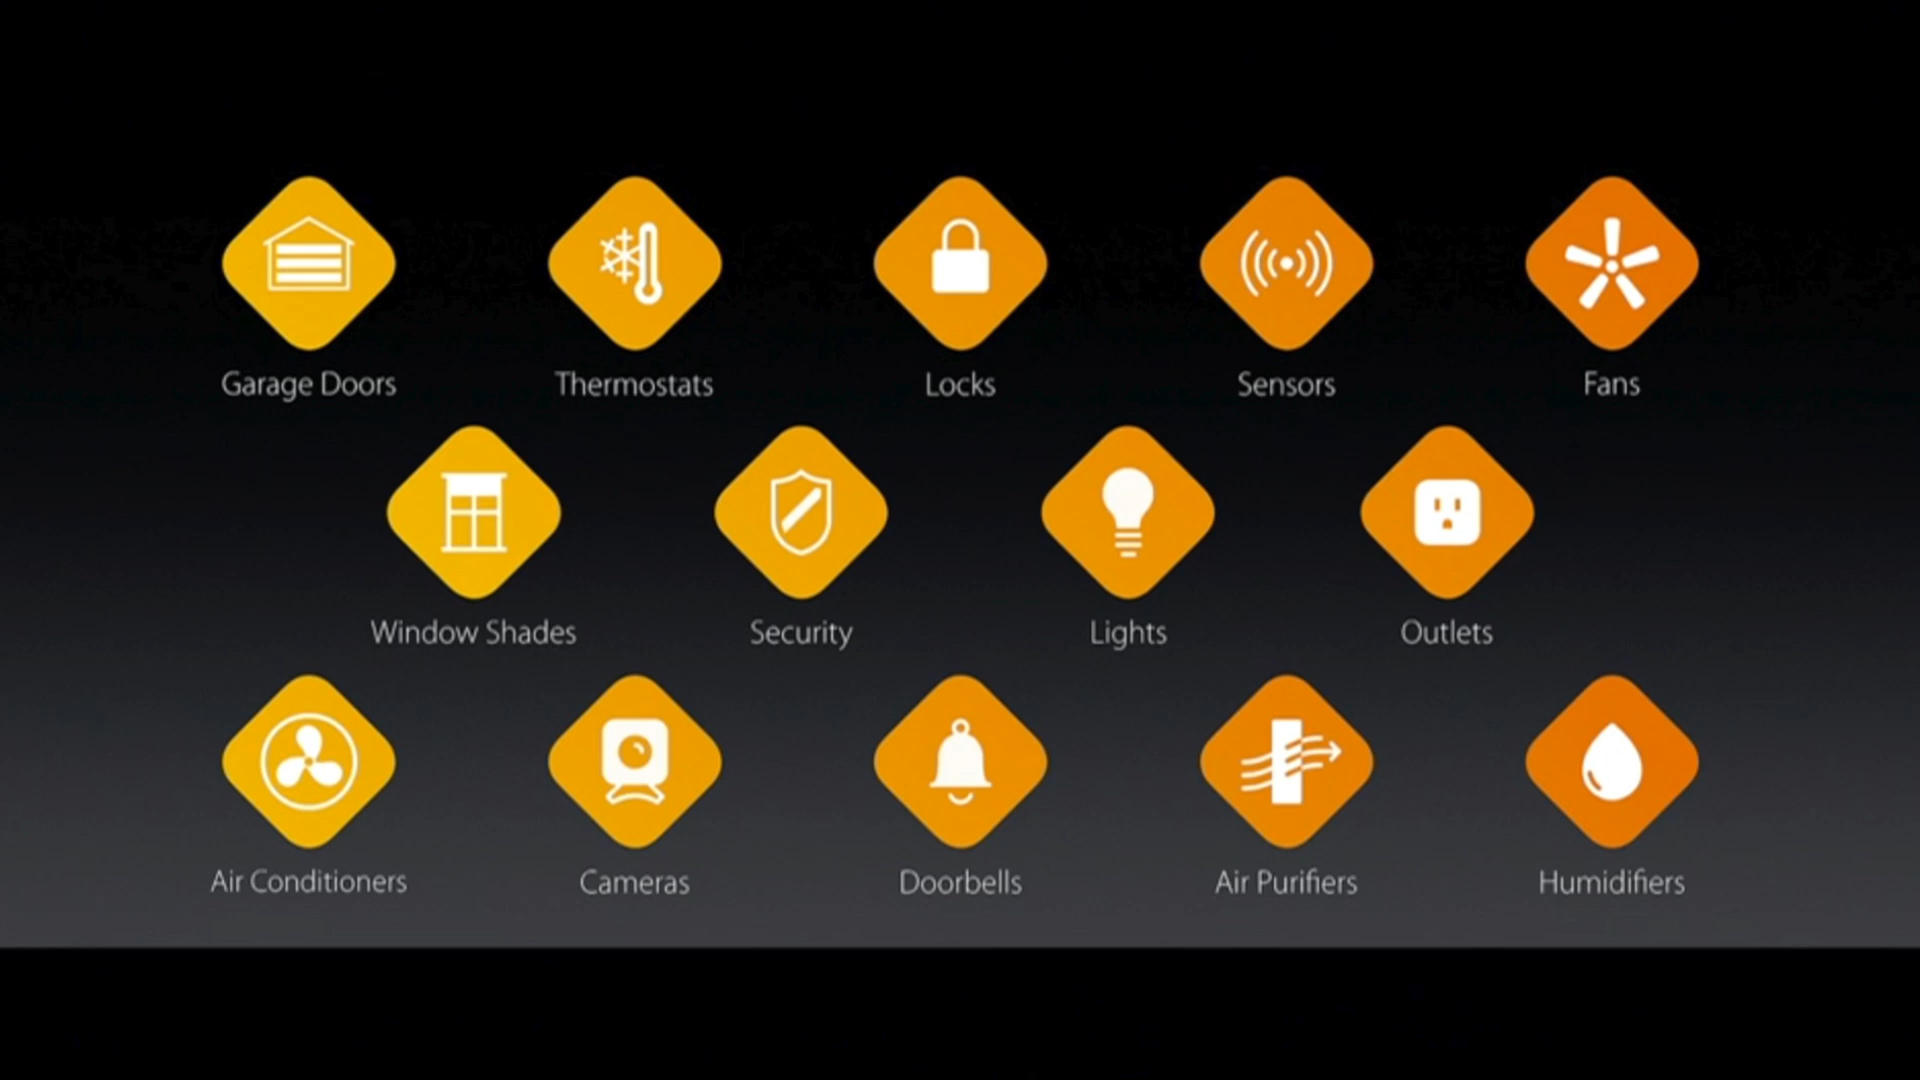 Garage Doors
Thermostats
Locks
Sensors
Fans
Window Shades
Security
Lights
Outlets
Air Conditioners
Cameras
Doorbells
Air Purifiers
Humidifiers